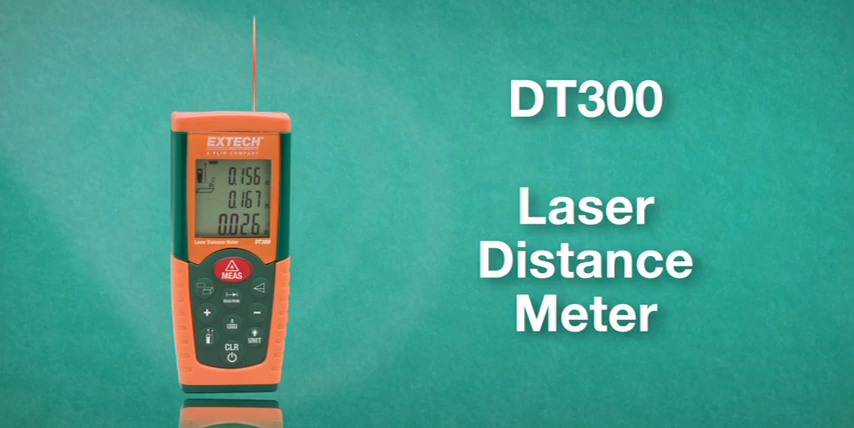 DT300
Laser
Distance
Meter
EXTECH
INSTRUMENTS
A FLIR COMPANY
0.156
0.167
0.026
Laser Distance Meter DT300
MEAS
+
-
UNIT
CLR